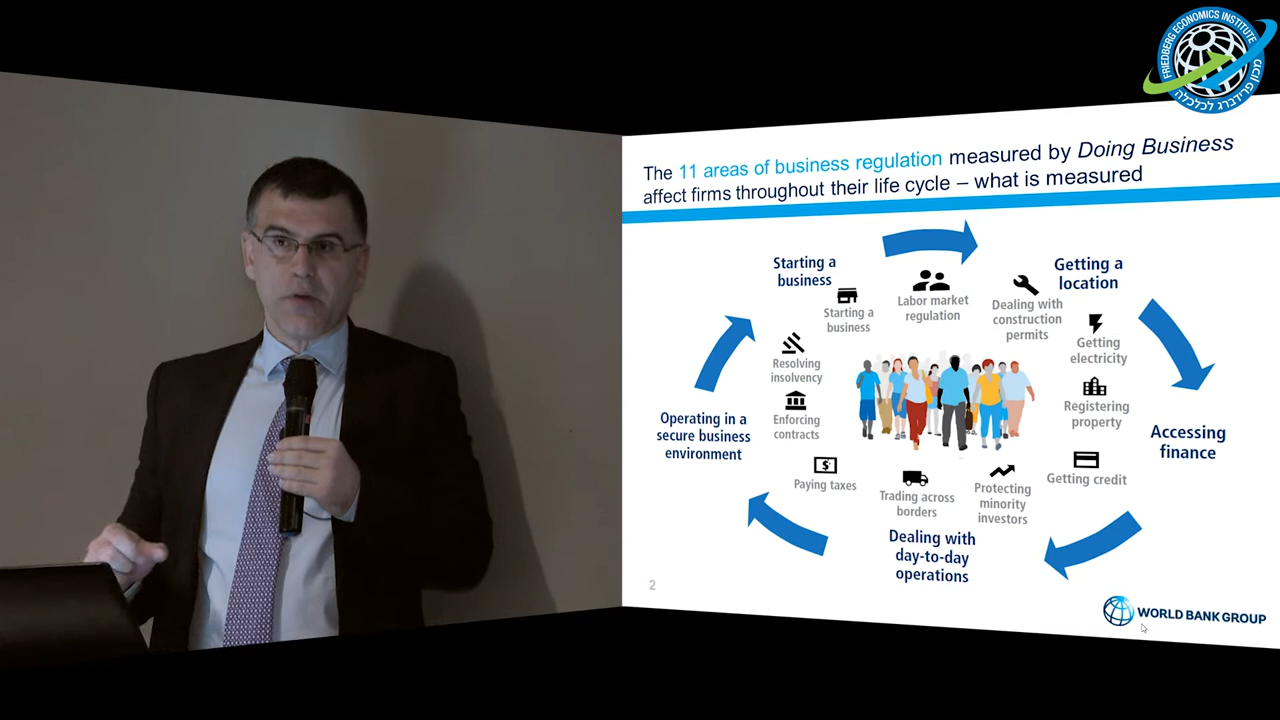 FRIEDBERG ECONOMICS INSTITUTE
מכון פרידברג לכלכלה
The 11 areas of business regulation measured by Doing Business
affect firms throughout their life cycle – what is measured
Starting a
business
Getting a
location
Starting a
business
Labor market
regulation
Dealing with
construction
permits
Resolving
insolvency
Getting
electricity
Enforcing
contracts
Registering
property
Operating in a
secure business
environment
Accessing
finance
$
Paying taxes
Trading across
borders
Protecting
minority
investors
Getting credit
Dealing with
day-to-day
operations
2
WORLD BANK GROUP